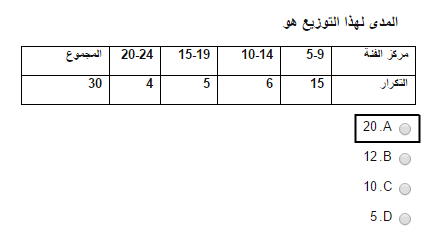 المدى لهذا التوزيع هو
مركز الفئة 5-9 10-14 15-19 20-24 المجموع
التكرار 15 6 5 4 30
20 .A
12 .B
10 .C
5 .D